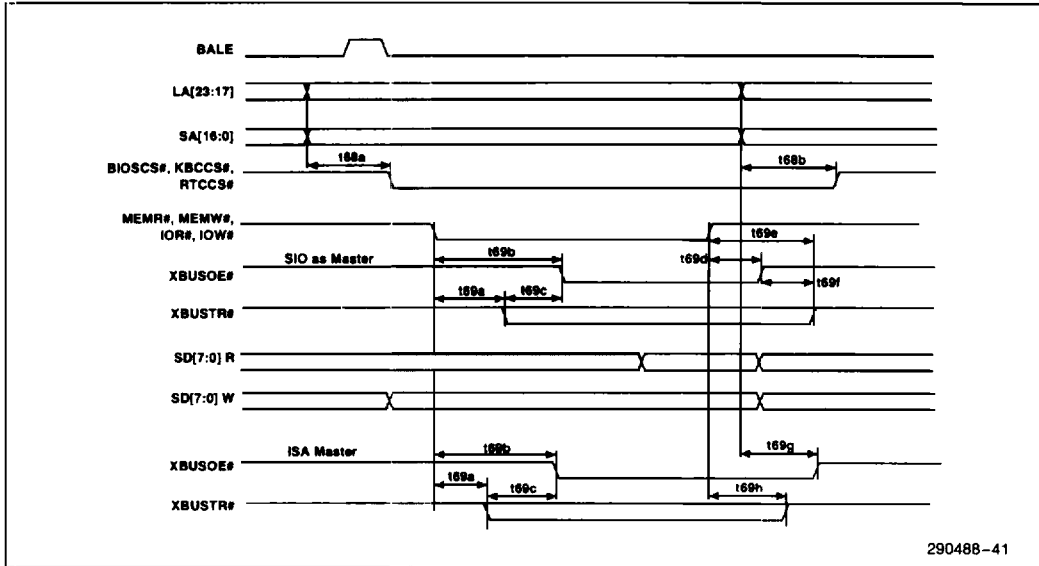 BALE
LA[23:17]
SA[16:0]
t68a
t68b
BIOSCS#, KBCCS#,
RTCCS#
MEMR#, MEMW#,
IOR#, IOW#
t69e
t69b
t69d
SIO as Master
XBUSOE#
t69f
t69a
t69c
XBUSTR#
SD[7:0] R
SD[7:0] W
ISA Master
t69b
t69g
XBUSOE#
t69a
t69c
t69h
XBUSTR#
290488–41